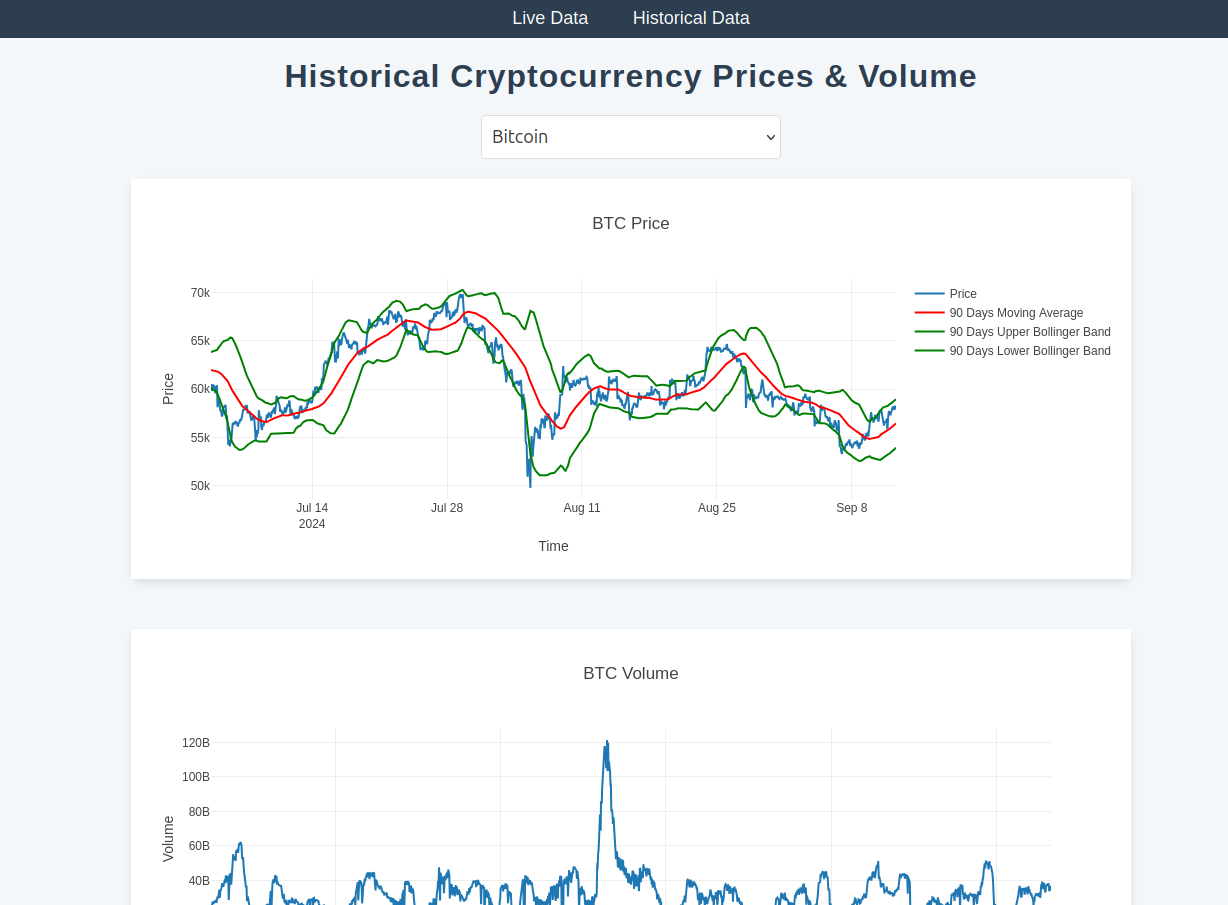 Live Data Historical Data
Historical Cryptocurrency Prices & Volume
Bitcoin
BTC Price
70k
65k
60k
55k
50k
Price
Jul 14
2024
Jul 28
Aug 11
Aug 25
Sep 8
Time
Price
90 Days Moving Average
90 Days Upper Bollinger Band
90 Days Lower Bollinger Band
BTC Volume
120B
100B
80B
60B
40B
Volume